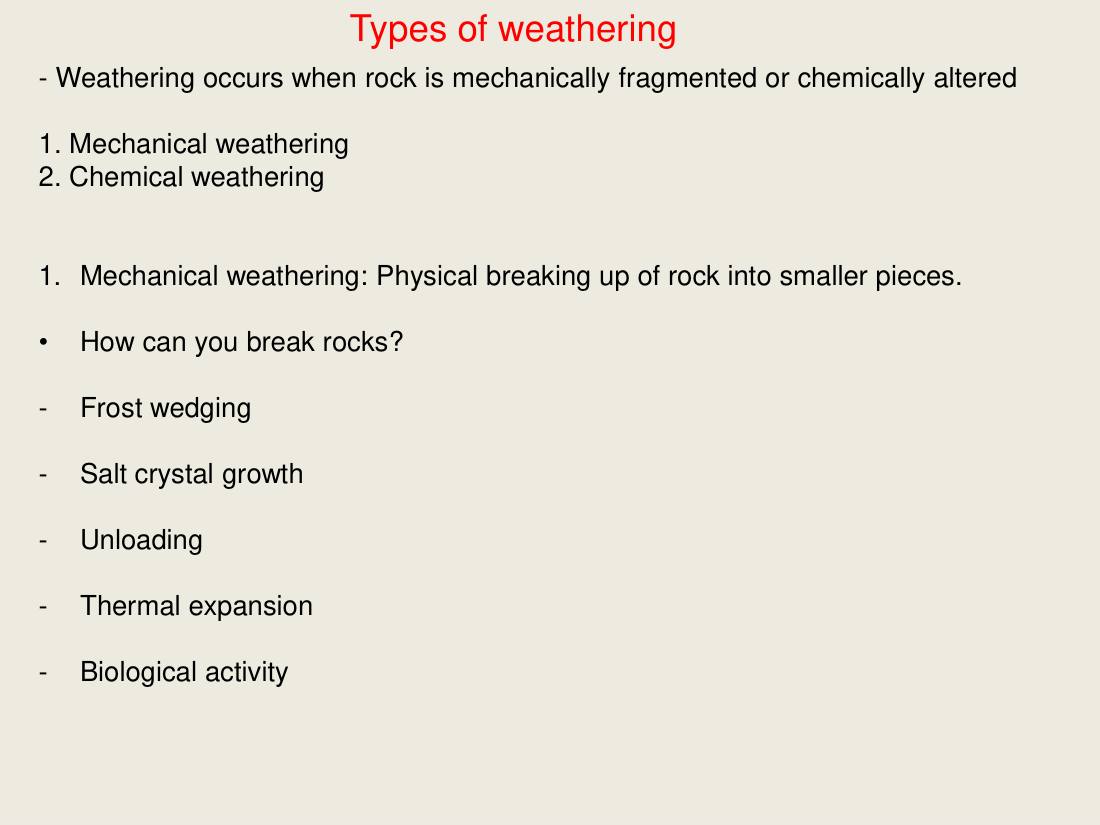 Types of weathering
- Weathering occurs when rock is mechanically fragmented or chemically altered
1. Mechanical weathering
2. Chemical weathering
1. Mechanical weathering: Physical breaking up of rock into smaller pieces.
• How can you break rocks?
- Frost wedging
- Salt crystal growth
- Unloading
- Thermal expansion
- Biological activity